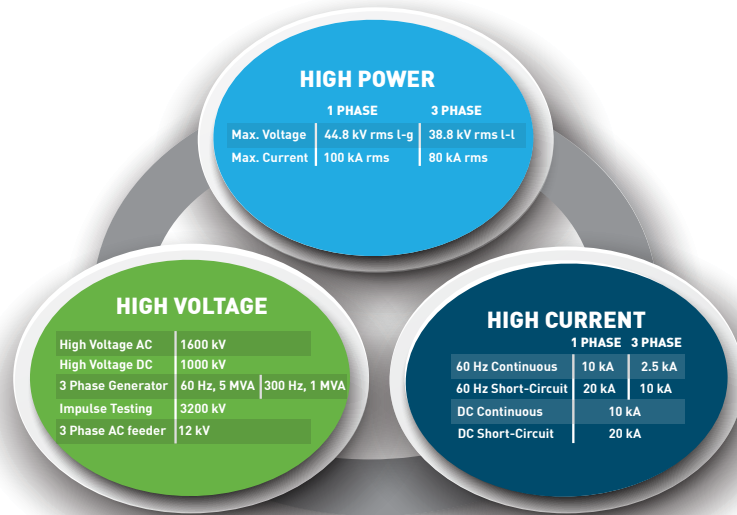 HIGH POWER
1 PHASE 3 PHASE
Max. Voltage 44.8 kV rms l-g 38.8 kV rms l-l
Max. Current 100 kA rms 80 kA rms
HIGH VOLTAGE
High Voltage AC 1600 kV
High Voltage DC 1000 kV
3 Phase Generator 60 Hz, 5 MVA 300 Hz, 1 MVA
Impulse Testing 3200 kV
3 Phase AC feeder 12 kV
HIGH CURRENT
1 PHASE 3 PHASE
60 Hz Continuous 10 kA 2.5 kA
60 Hz Short-Circuit 20 kA 10 kA
DC Continuous 10 kA
DC Short-Circuit 20 kA